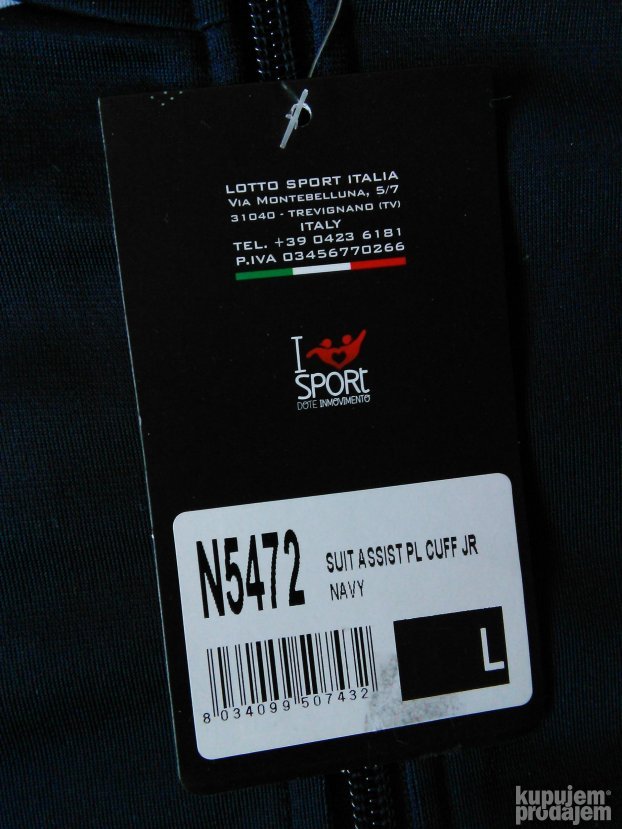 LOTTO SPORT ITALIA
VIA MONTEBELLUNA, 5/7
31040 - TREVIGNANO (TV)
ITALY
TEL. +39 0423 6181
P.IVA 03456770266
I
SPORt
DOTE INMOVIMENTO
N5472
SUIT ASSIST PL CUFF JR
NAVY
L
8 034099 507432
kupujem
prodajem